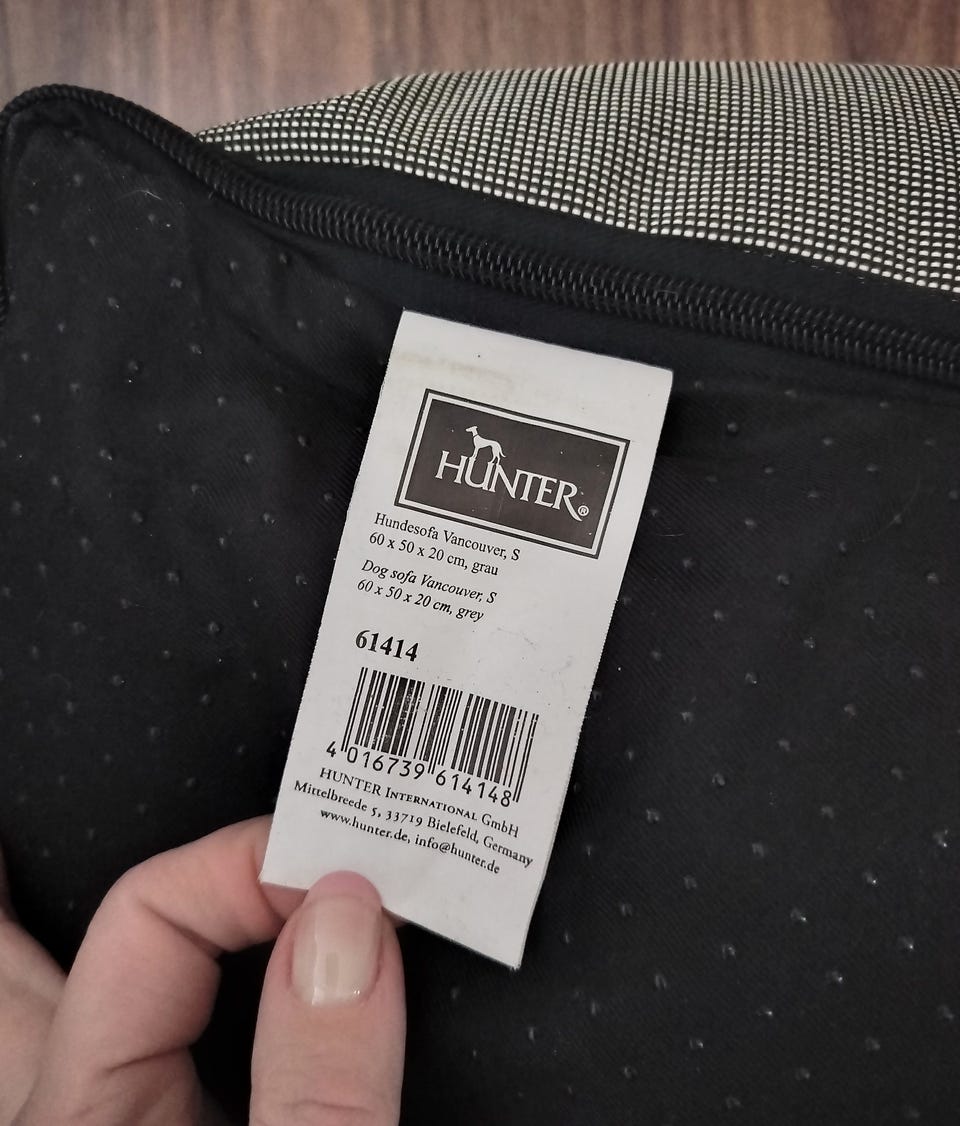 HUNTER®
Hundesofa Vancouver, S
60 x 50 x 20 cm, grau
Dog sofa Vancouver, S
60 x 50 x 20 cm, grey
61414
4 016739 614148
HUNTER INTERNATIONAL GmbH
Mittelbreede 5, 33719 Bielefeld, Germany
www.hunter.de, info@hunter.de